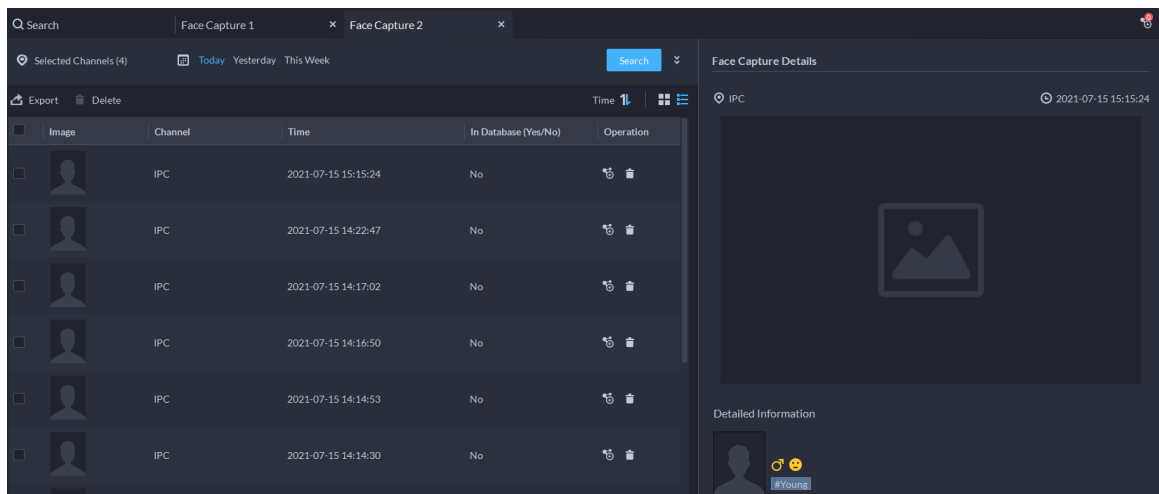 Search
Face Capture 1
Face Capture 2
0
Selected Channels (4)
Today Yesterday This Week
Search
Face Capture Details
Export
Delete
Time
IPC
2021-07-15 15:15:24
Image Channel Time In Database (Yes/No) Operation
IPC 2021-07-15 15:15:24 No
IPC 2021-07-15 14:22:47 No
IPC 2021-07-15 14:17:02 No
IPC 2021-07-15 14:16:50 No
IPC 2021-07-15 14:14:53 No
IPC 2021-07-15 14:14:30 No
Detailed Information
#Young